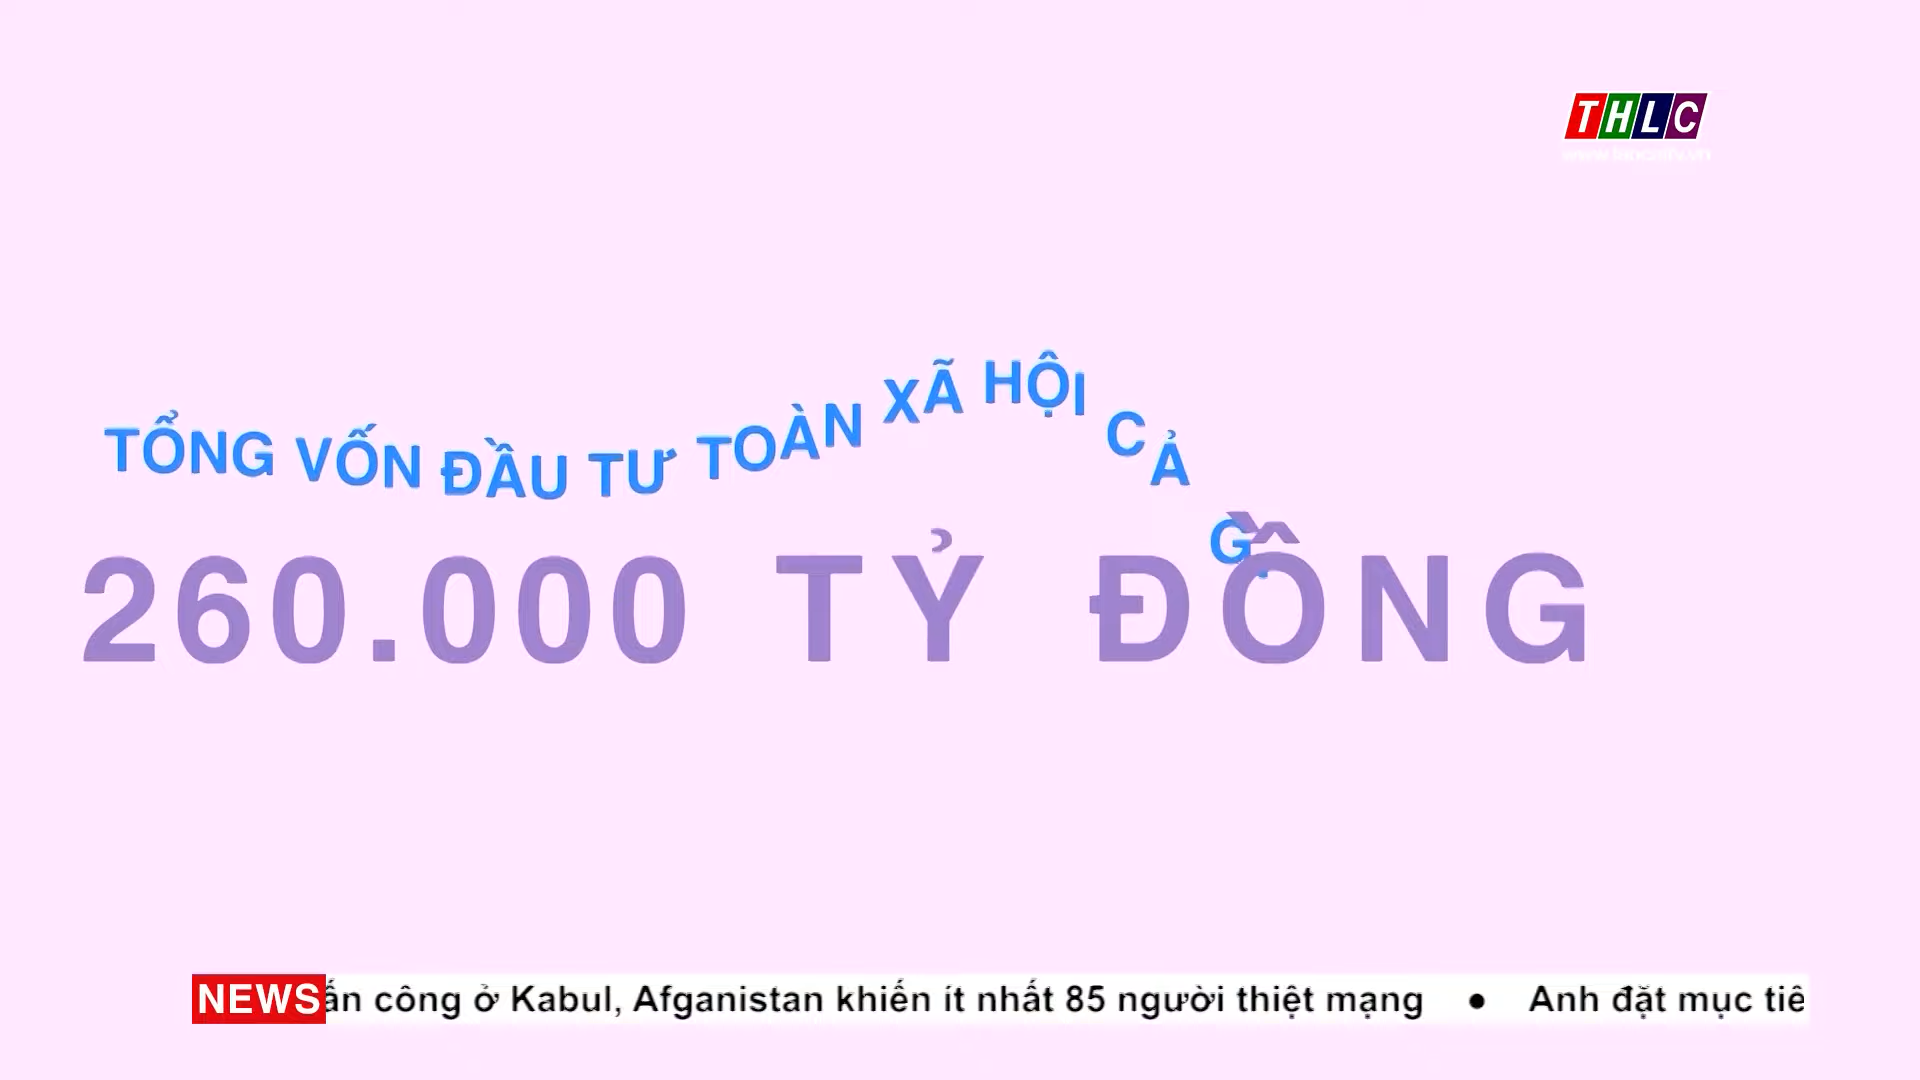 THLC
TỔNG VỐN ĐẦU TƯ TOÀN XÃ HỘI CẢ G
260.000 TỶ ĐỒNG
NEWS ấn công ở Kabul, Afganistan khiến ít nhất 85 người thiệt mạng ● Anh đặt mục tiê